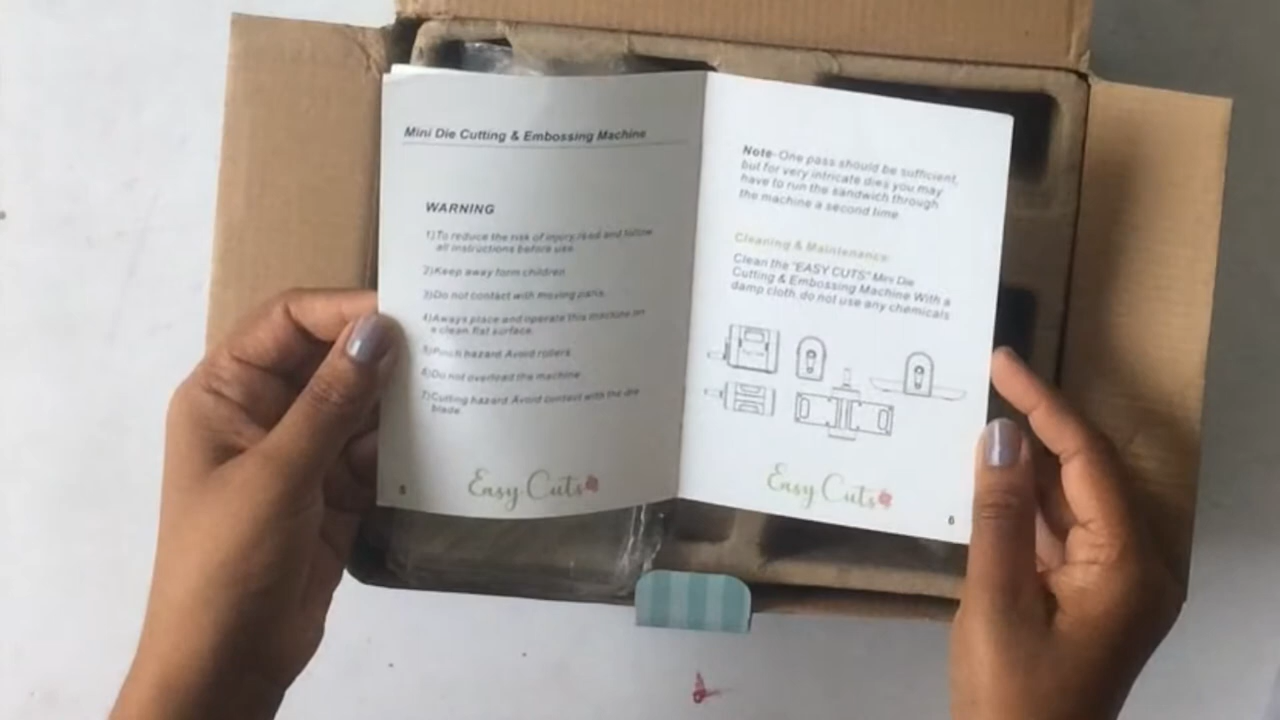 Mini Die Cutting & Embossing Machine
WARNING
1)To reduce the risk of injury,read and follow
all instructions before use.
2)Keep away form children.
3)Do not contact with moving parts.
4)Aways place and operate this machine on
a clean flat surface.
5)Pinch hazard Avoid rollers.
6)Do not overload the machine
7)Cutting hazard Avoid contact with the die
blade.
Easy Cuts
5
Note-One pass should be sufficient,
but for very intricate dies you may
have to run the sandwich through
the machine a second time.
Cleaning & Maintenance:
Clean the "EASY CUTS" Mini Die
Cutting & Embossing Machine With a
damp cloth,do not use any chemicals
Easy Cuts
6